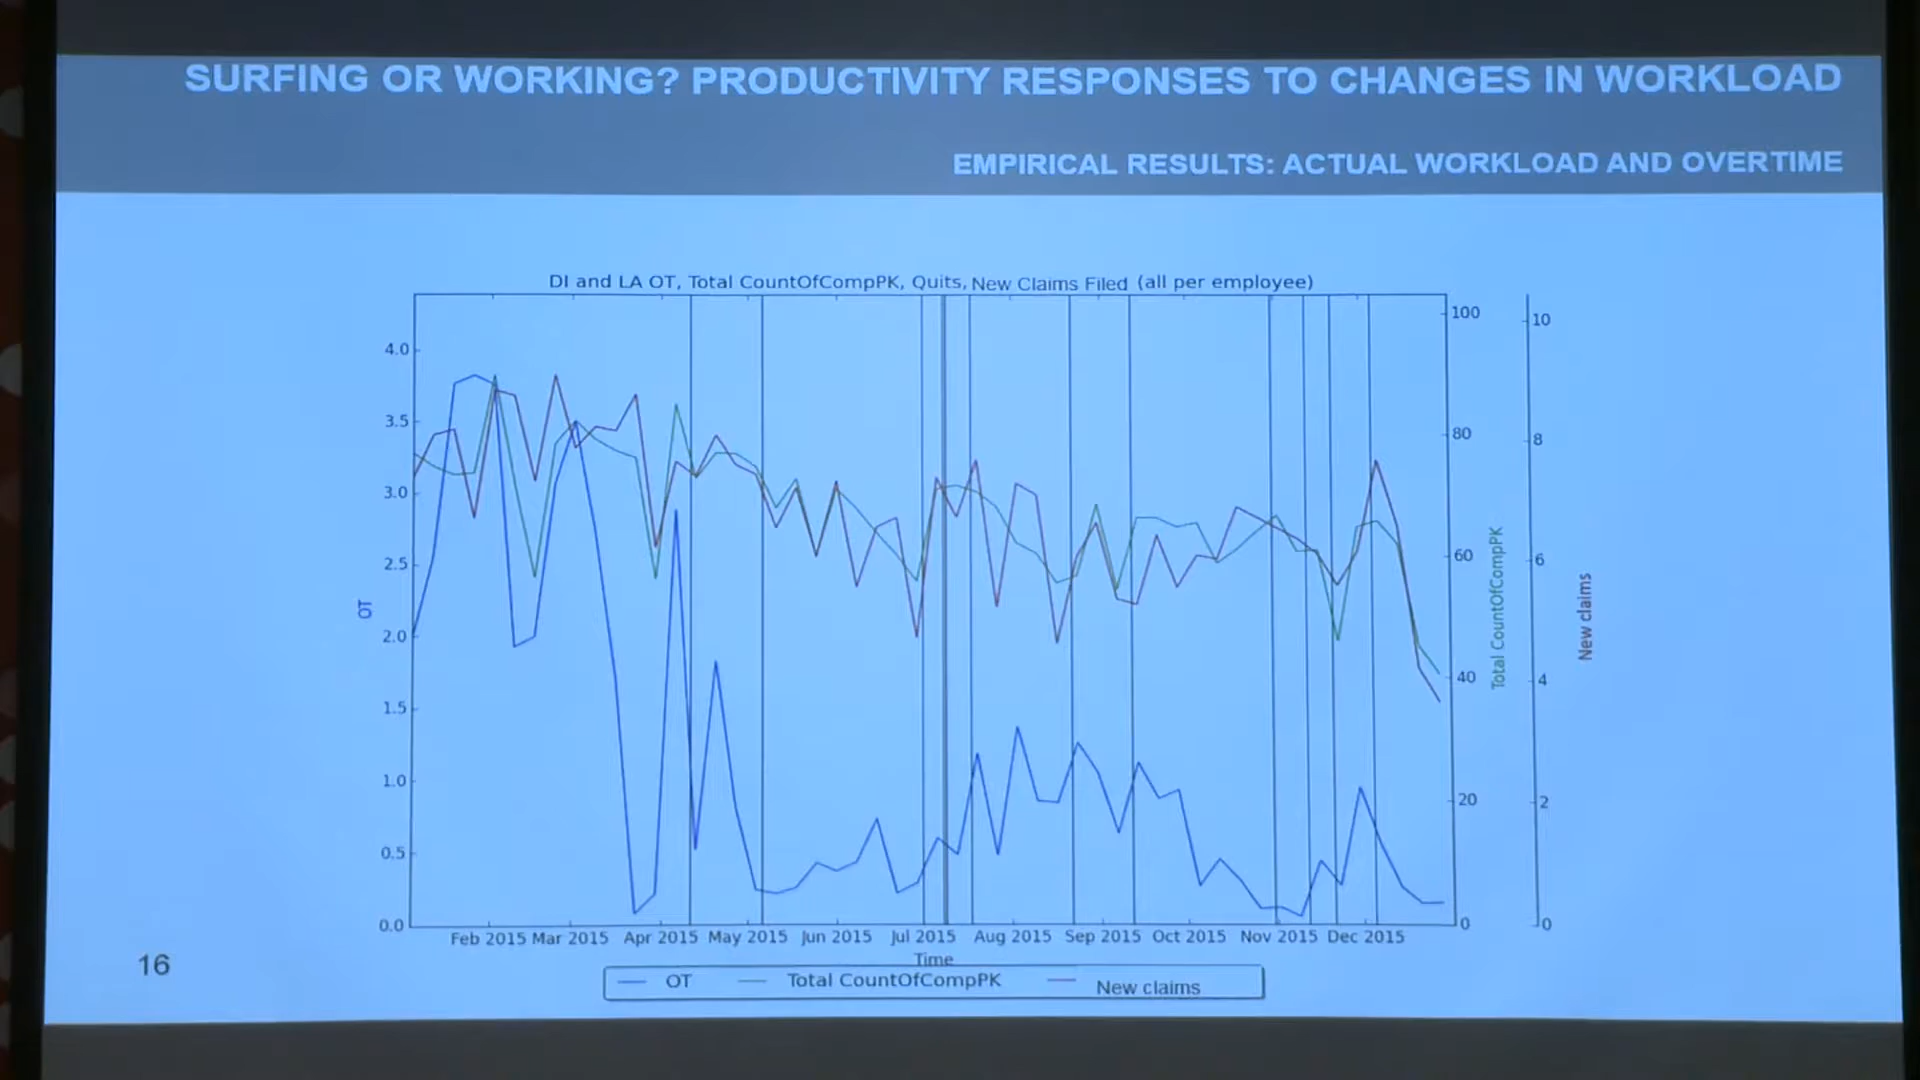 SURFING OR WORKING? PRODUCTIVITY RESPONSES TO CHANGES IN WORKLOAD
EMPIRICAL RESULTS: ACTUAL WORKLOAD AND OVERTIME
DI and LA OT, Total CountOfCompPK, Quits, New Claims Filed (all per employee)
4.0
3.5
3.0
2.5
2.0
1.5
1.0
0.5
0.0
OT
100
80
60
40
20
0
Total CountOfCompPK
10
8
6
4
2
0
New claims
Feb 2015 Mar 2015 Apr 2015 May 2015 Jun 2015 Jul 2015 Aug 2015 Sep 2015 Oct 2015 Nov 2015 Dec 2015
Time
OT Total CountOfCompPK New claims
16